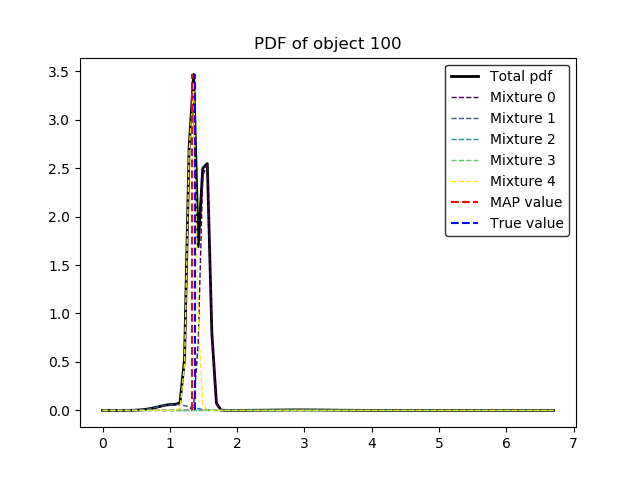 PDF of object 100
3.5
3.0
2.5
2.0
1.5
1.0
0.5
0.0
0 1 2 3 4 5 6 7
Total pdf
Mixture 0
Mixture 1
Mixture 2
Mixture 3
Mixture 4
MAP value
True value